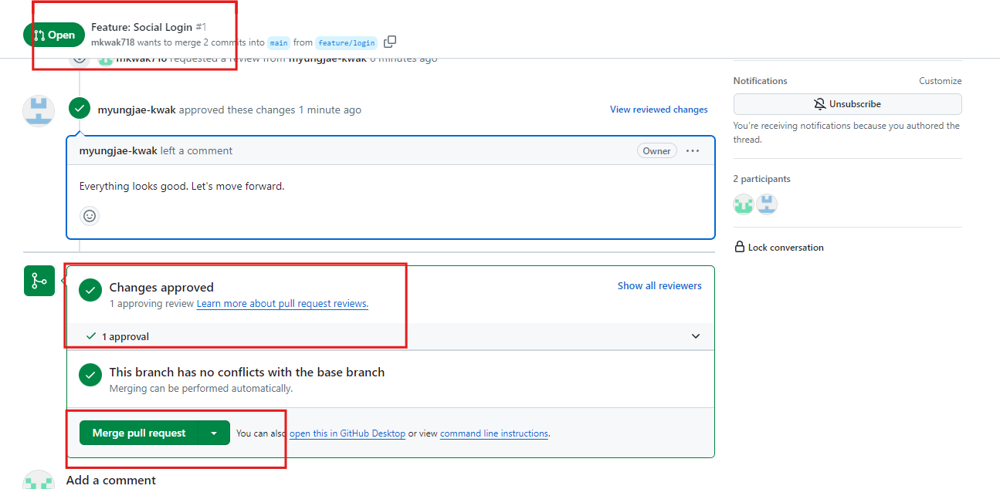 Open
Feature: Social Login #1
mkwak718 wants to merge 2 commits into main from feature/login
mkwak718 requested a review from myungjae-kwak 6 minutes ago
myungjae-kwak approved these changes 1 minute ago
View reviewed changes
myungjae-kwak left a comment
Owner
Everything looks good. Let's move forward.
Changes approved
Show all reviewers
1 approving review Learn more about pull request reviews.
1 approval
This branch has no conflicts with the base branch
Merging can be performed automatically.
Merge pull request
You can also open this in GitHub Desktop or view command line instructions.
Add a comment
Notifications
Customize
Unsubscribe
You're receiving notifications because you authored the
thread.
2 participants
Lock conversation